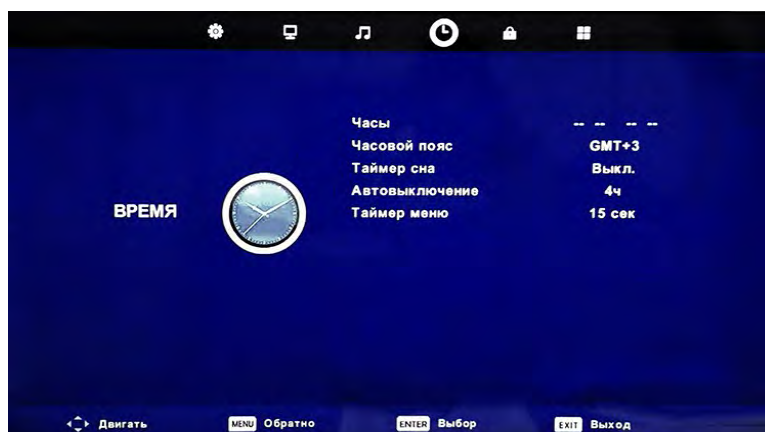 Часы -- -- -- --
Часовой пояс GMT+3
Таймер сна Выкл.
Автовыключение 4ч
ВРЕМЯ
Таймер меню 15 сек
Двигать MENU Обратно ENTER Выбор EXIT Выход